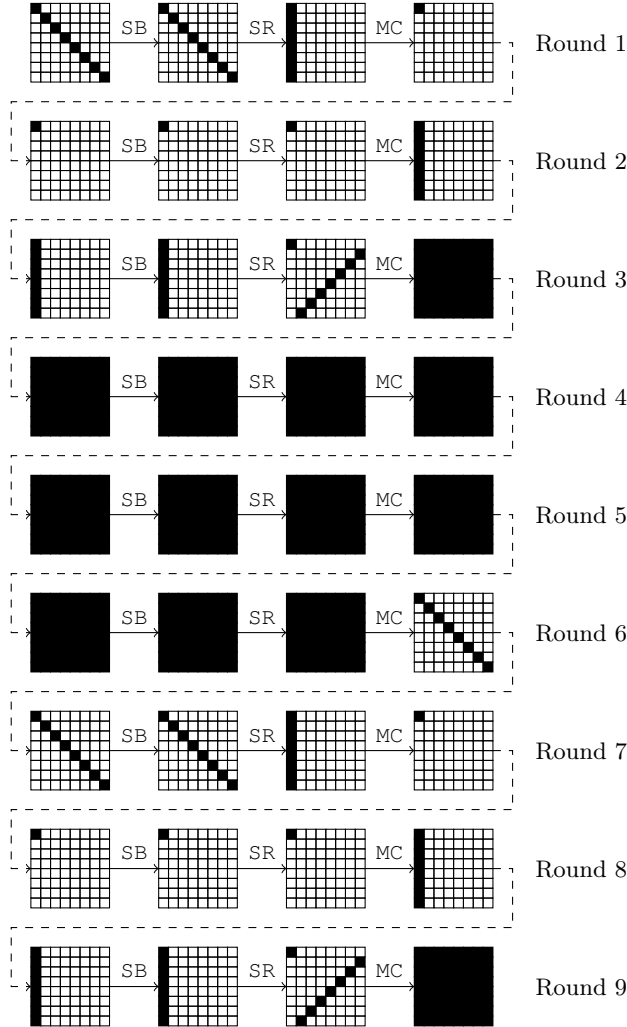 SB SR MC Round 1
SB SR MC Round 2
SB SR MC Round 3
SB SR MC Round 4
SB SR MC Round 5
SB SR MC Round 6
SB SR MC Round 7
SB SR MC Round 8
SB SR MC Round 9